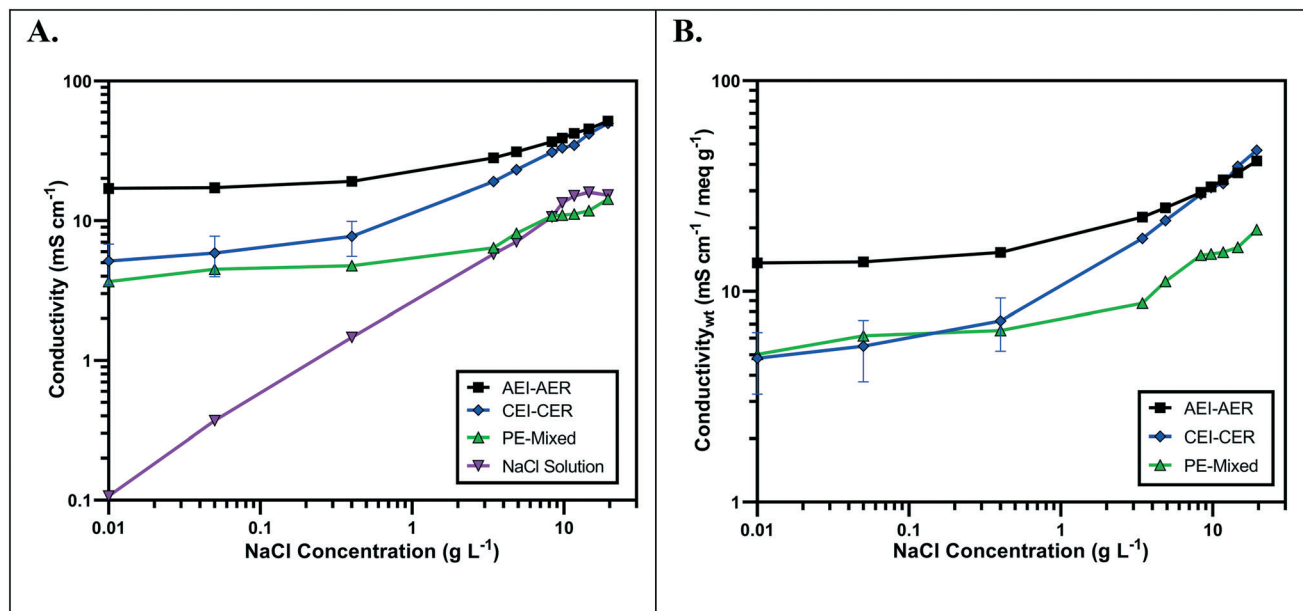 A.
100
10
1
0.1
Conductivity (mS cm⁻¹)
0.01
0.1
1
10
NaCl Concentration (g L⁻¹)
AEI-AER
CEI-CER
PE-Mixed
NaCl Solution
B.
100
10
1
Conductivity_wt (mS cm⁻¹ / meq g⁻¹)
0.01
0.1
1
10
NaCl Concentration (g L⁻¹)
AEI-AER
CEI-CER
PE-Mixed